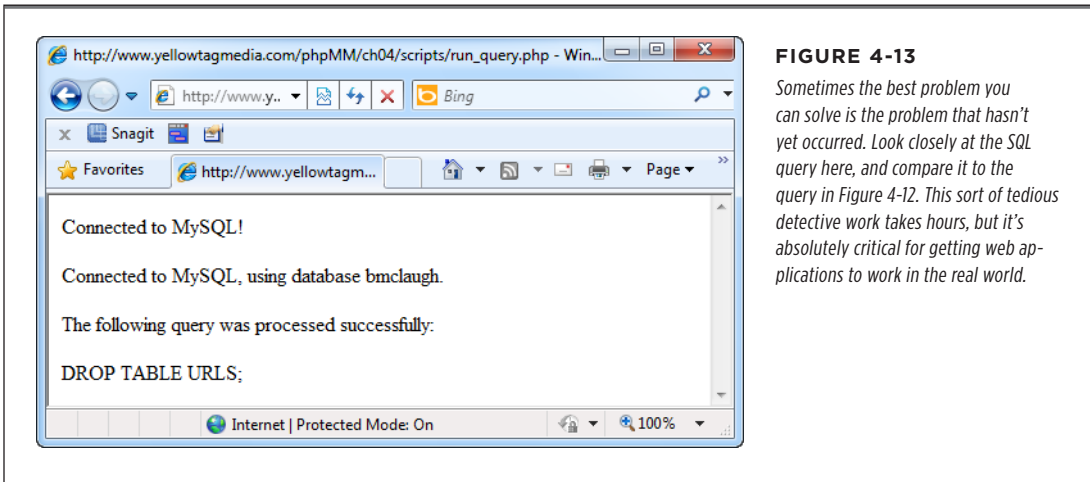 http://www.yellowtagmedia.com/phpMM/ch04/scripts/run_query.php - Win...
http://www.y..
Bing
x Snagit
Favorites
http://www.yellowtagm...
Page
»
Connected to MySQL!
Connected to MySQL, using database bmclaugh.
The following query was processed successfully:
DROP TABLE URLS;
Internet | Protected Mode: On
100%
FIGURE 4-13
Sometimes the best problem you
can solve is the problem that hasn't
yet occurred. Look closely at the SQL
query here, and compare it to the
query in Figure 4-12. This sort of tedious
detective work takes hours, but it's
absolutely critical for getting web ap-
plications to work in the real world.